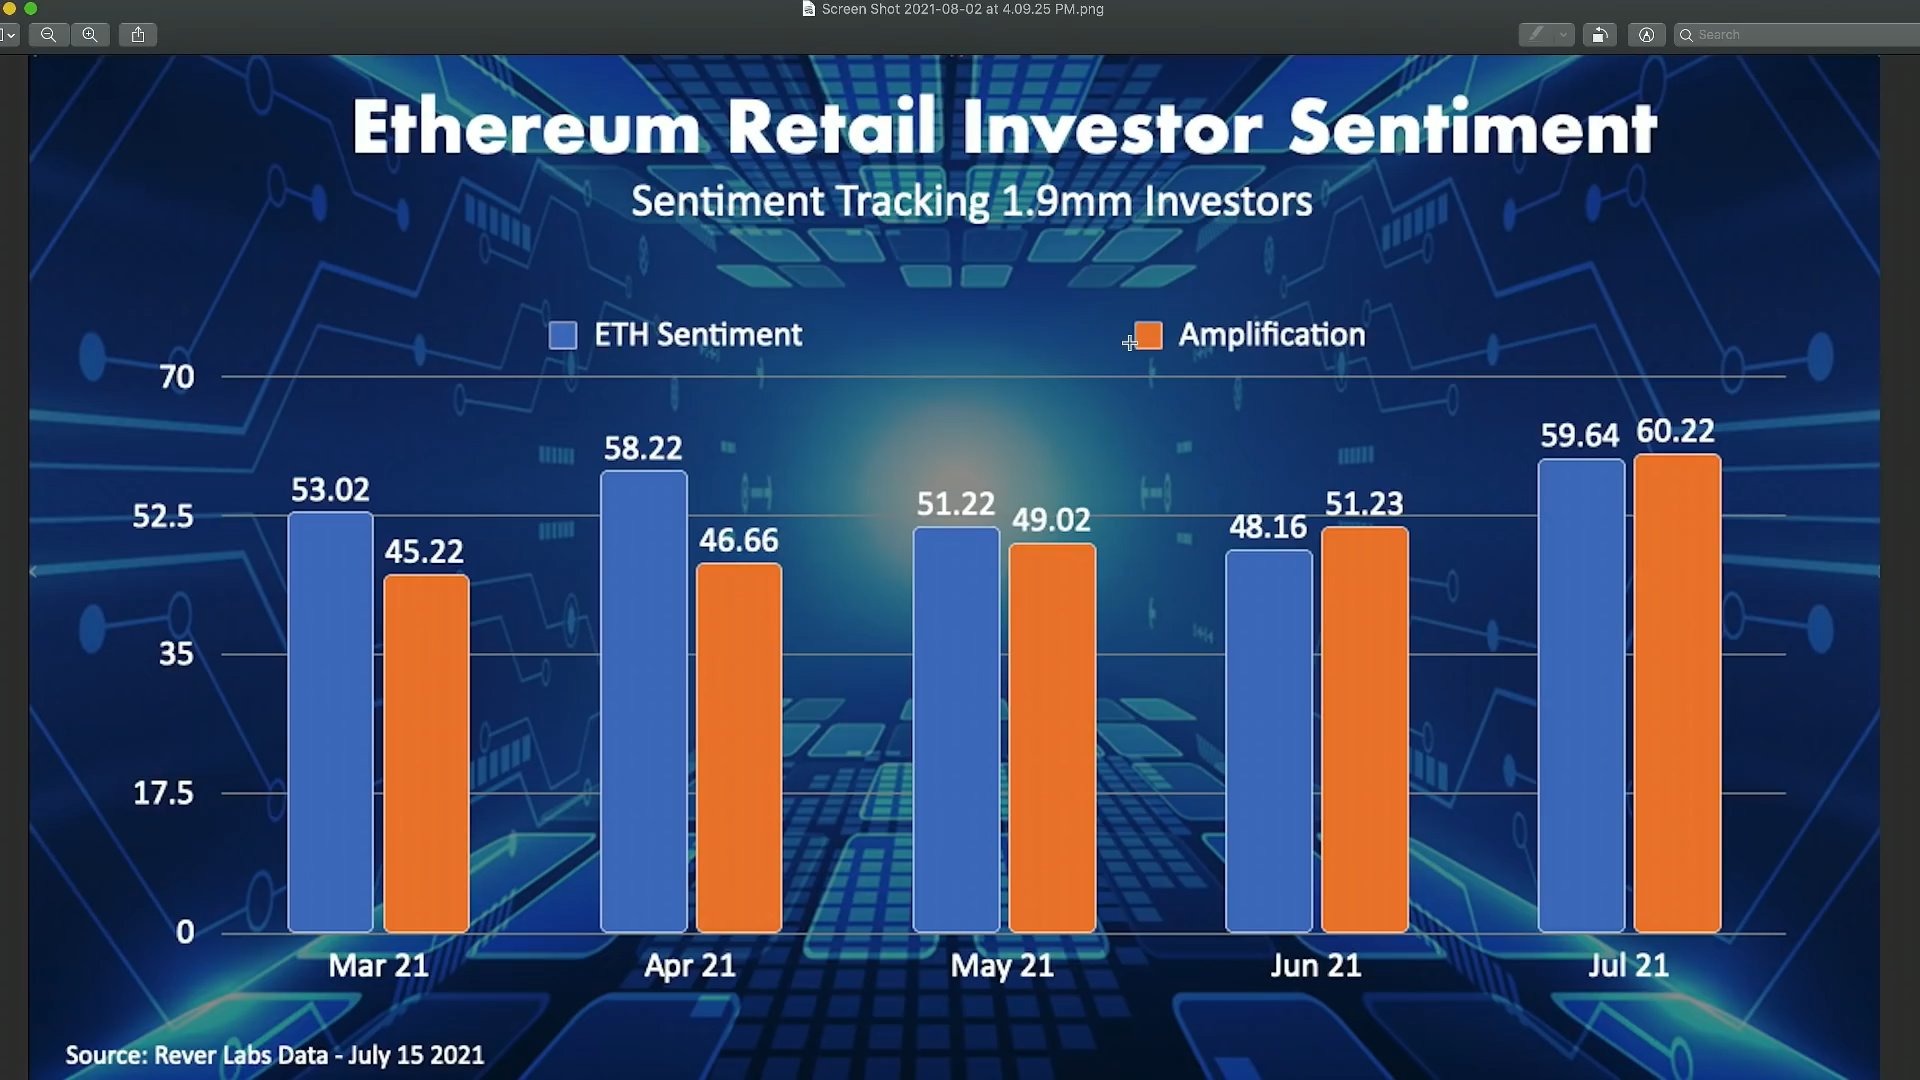 Screen Shot 2021-08-02 at 4.09.25 PM.png
Search
Ethereum Retail Investor Sentiment
Sentiment Tracking 1.9mm Investors
ETH Sentiment
Amplification
70
52.5
35
17.5
0
53.02
45.22
58.22
46.66
51.22
49.02
48.16
51.23
59.64
60.22
Mar 21
Apr 21
May 21
Jun 21
Jul 21
Source: Rever Labs Data - July 15 2021